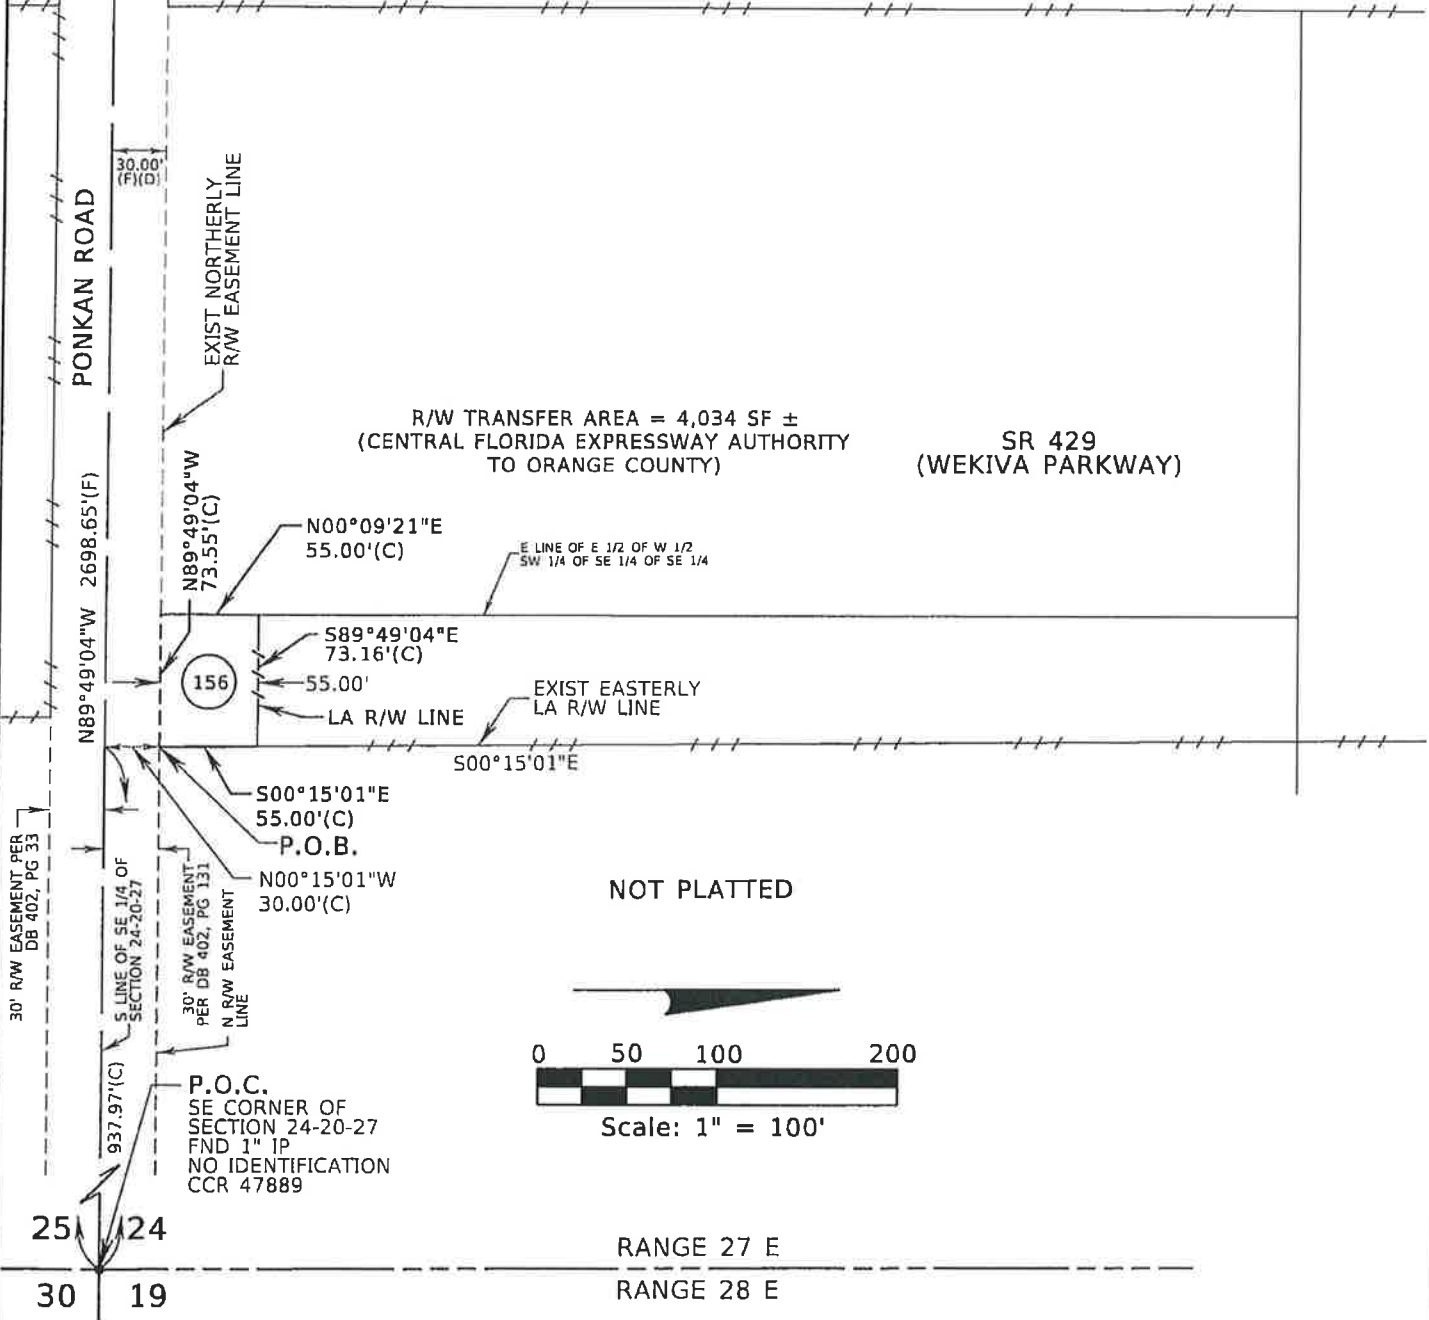 30.00'
(F)(D)
PONKAN ROAD
EXIST NORTHERLY
R/W EASEMENT LINE
R/W TRANSFER AREA = 4,034 SF ±
(CENTRAL FLORIDA EXPRESSWAY AUTHORITY
TO ORANGE COUNTY)
SR 429
(WEKIVA PARKWAY)
N89°49'04"W 2698.65'(F)
N89°49'04"W
73.55'(C)
N00°09'21"E
55.00'(C)
E LINE OF E 1/2 OF W 1/2
SW 1/4 OF SE 1/4 OF SE 1/4
S89°49'04"E
73.16'(C)
156
55.00'
LA R/W LINE
EXIST EASTERLY
LA R/W LINE
S00°15'01"E
S00°15'01"E
55.00'(C)
P.O.B.
N00°15'01"W
30.00'(C)
30' R/W EASEMENT PER
DB 402, PG 33
S LINE OF SE 1/4 OF
SECTION 24-20-27
30' R/W EASEMENT
PER DB 402, PG 131
N R/W EASEMENT
LINE
NOT PLATTED
0 50 100 200
Scale: 1" = 100'
937.97'(C)
P.O.C.
SE CORNER OF
SECTION 24-20-27
FND 1" IP
NO IDENTIFICATION
CCR 47889
25 24
30 19
RANGE 27 E
RANGE 28 E